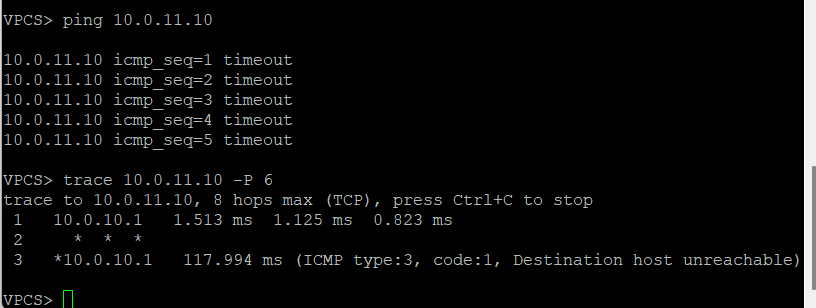 VPCS> ping 10.0.11.10
10.0.11.10 icmp_seq=1 timeout
10.0.11.10 icmp_seq=2 timeout
10.0.11.10 icmp_seq=3 timeout
10.0.11.10 icmp_seq=4 timeout
10.0.11.10 icmp_seq=5 timeout
VPCS> trace 10.0.11.10 -P 6
trace to 10.0.11.10, 8 hops max (TCP), press Ctrl+C to stop
1 10.0.10.1 1.513 ms 1.125 ms 0.823 ms
2 * * *
3 *10.0.10.1 117.994 ms (ICMP type:3, code:1, Destination host unreachable)
VPCS>